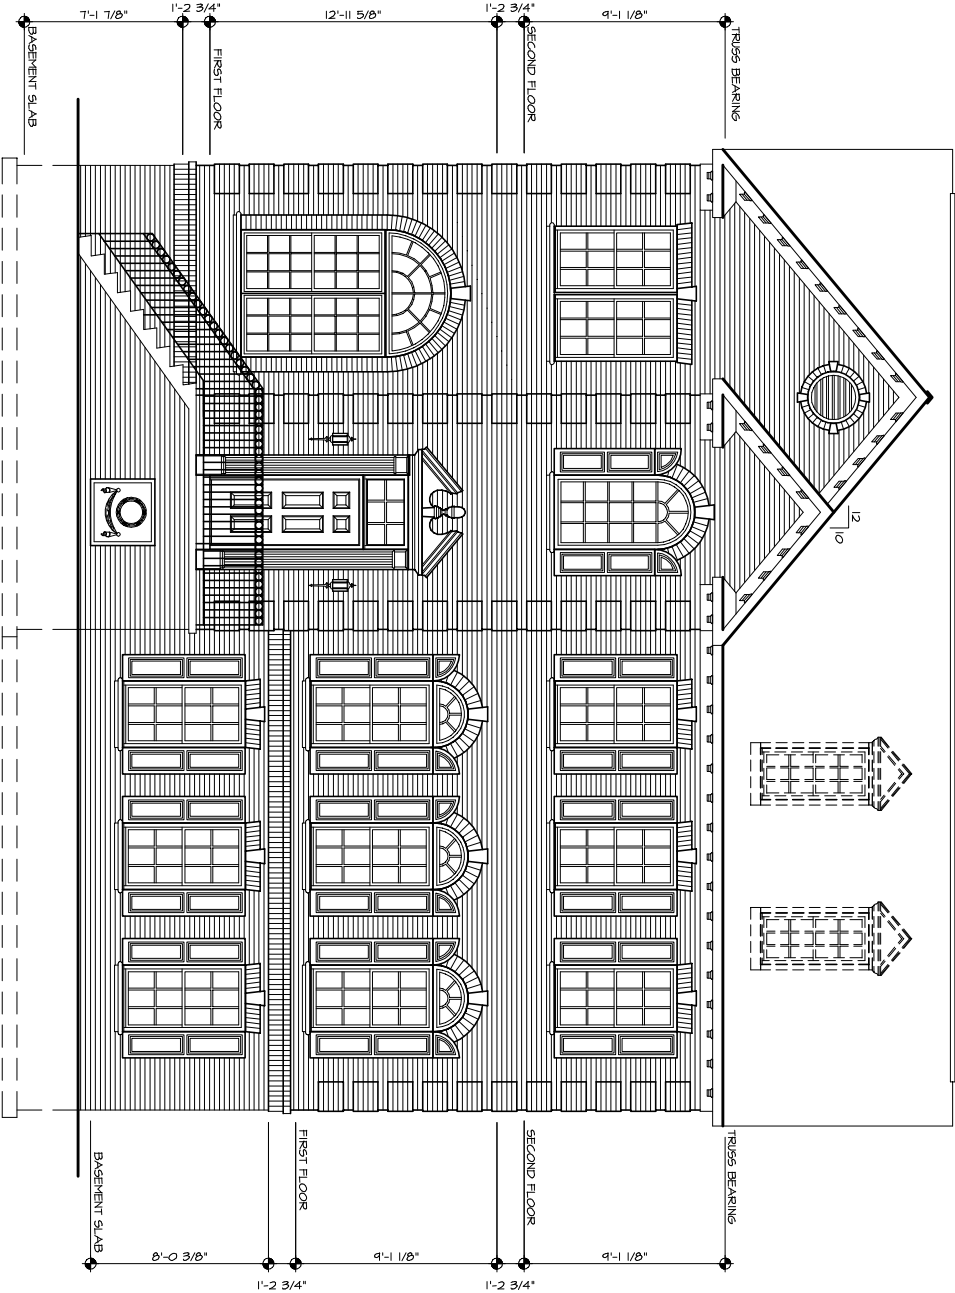 7'-1 7/8"
1'-2 3/4"
12'-11 5/8"
1'-2 3/4"
9'-1 1/8"
BASEMENT SLAB
FIRST FLOOR
SECOND FLOOR
TRUSS BEARING
12
10
BASEMENT SLAB
FIRST FLOOR
SECOND FLOOR
TRUSS BEARING
8'-0 3/8"
1'-2 3/4"
9'-1 1/8"
1'-2 3/4"
9'-1 1/8"